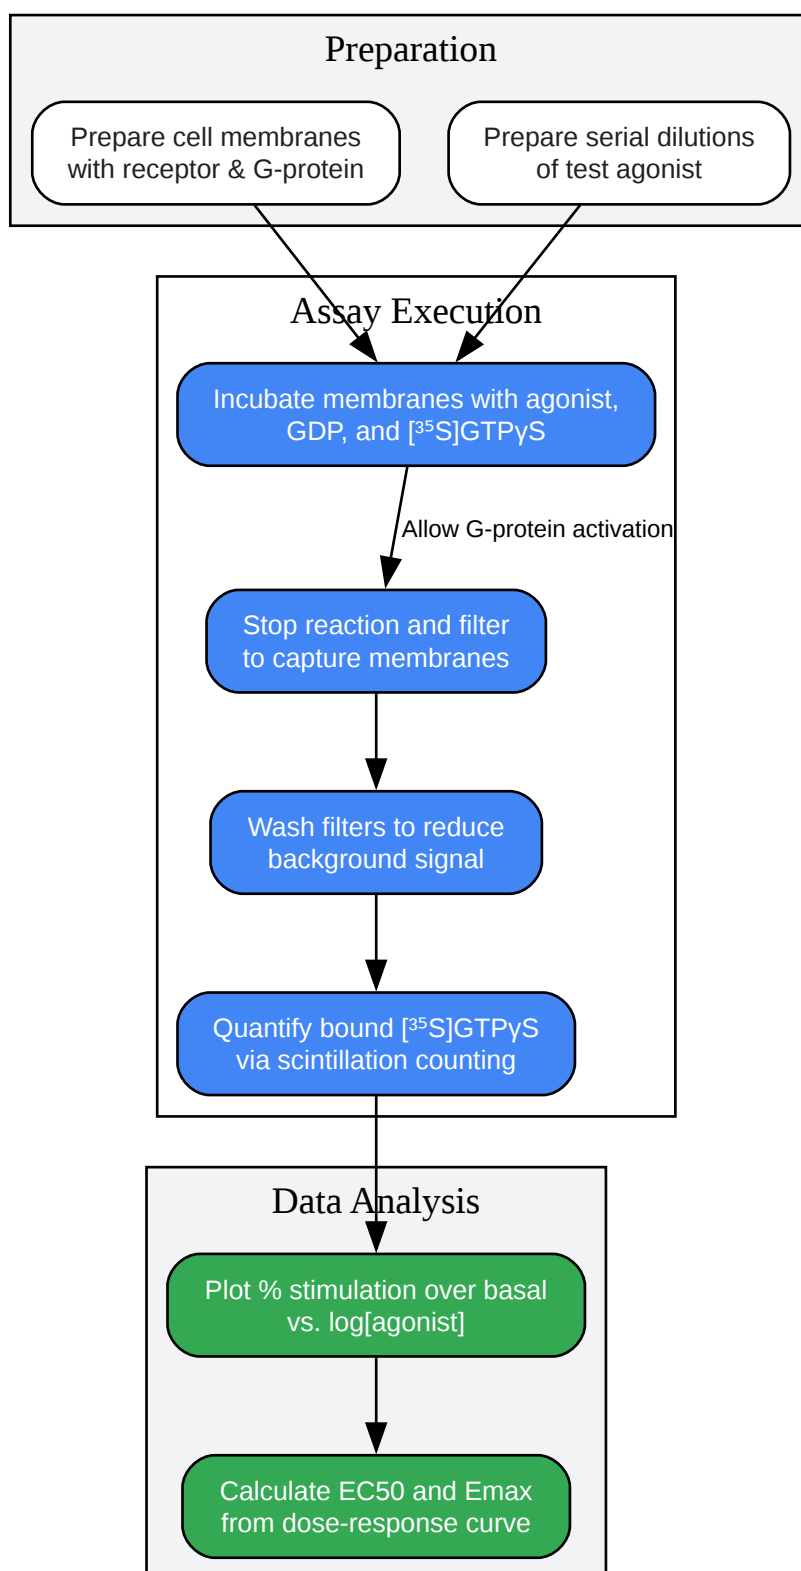 Preparation
Prepare cell membranes
with receptor & G-protein
Prepare serial dilutions
of test agonist
Assay Execution
Incubate membranes with agonist,
GDP, and [³⁵S]GTPγS
Allow G-protein activation
Stop reaction and filter
to capture membranes
Wash filters to reduce
background signal
Quantify bound [³⁵S]GTPγS
via scintillation counting
Data Analysis
Plot % stimulation over basal
vs. log[agonist]
Calculate EC50 and Emax
from dose-response curve